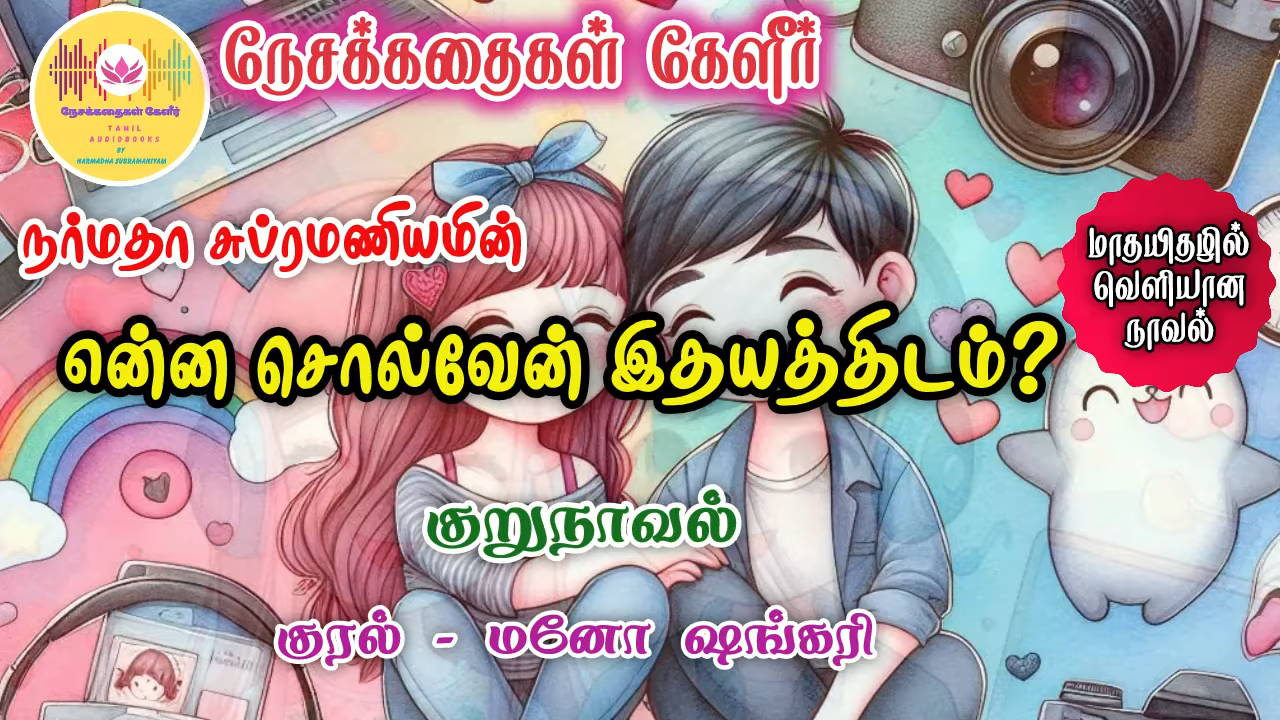 நேசக்கதைகள் கேளீர்
நேசக்கதைகள் கேளீர்
TAMIL
AUDIOBOOKS
BY
NARMADHA SUBRAMANIYAM
நர்மதா சுப்ரமணியமின்
மாதயிதழில்
வெளியான
நாவல்
என்ன சொல்வேன் இதயத்திடம்?
குறுநாவல்
குரல் - மனோ ஷங்கரி